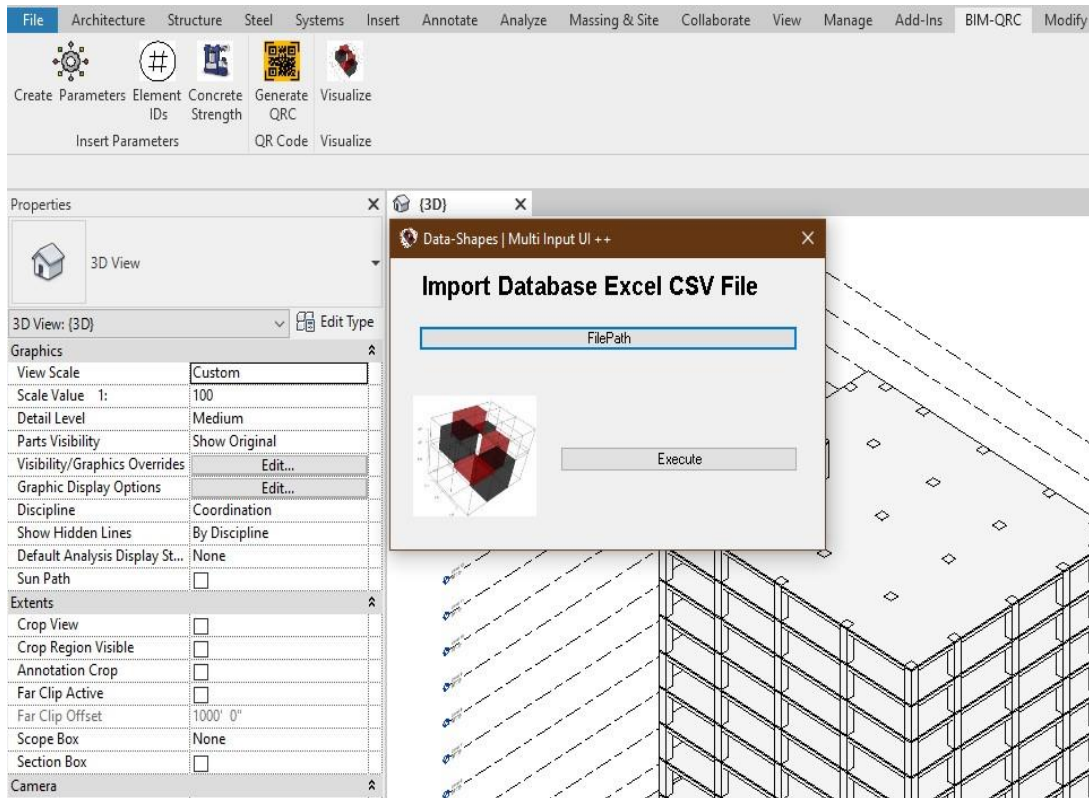 File Architecture Structure Steel Systems Insert Annotate Analyze Massing & Site Collaborate View Manage Add-Ins BIM-QRC Modify
Create Parameters Element IDs Concrete Strength Generate QRC Visualize
Insert Parameters QR Code Visualize
Properties
3D View
3D View: {3D} Edit Type
Graphics
View Scale Custom
Scale Value 1: 100
Detail Level Medium
Parts Visibility Show Original
Visibility/Graphics Overrides Edit...
Graphic Display Options Edit...
Discipline Coordination
Show Hidden Lines By Discipline
Default Analysis Display St... None
Sun Path
Extents
Crop View
Crop Region Visible
Annotation Crop
Far Clip Active
Far Clip Offset 1000' 0"
Scope Box None
Section Box
Camera
{3D}
Data-Shapes | Multi Input UI ++
Import Database Excel CSV File
FilePath
Execute